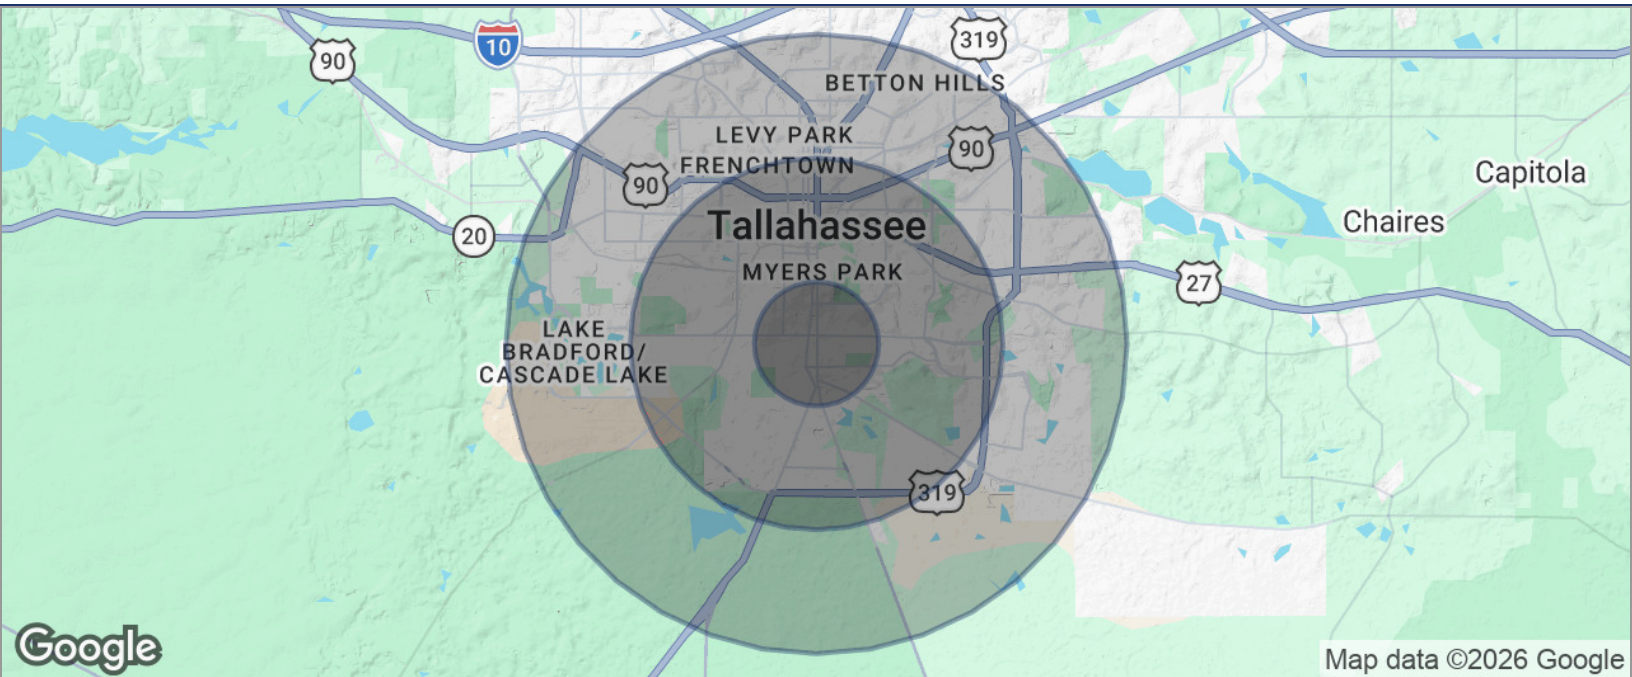 319
10
90
BETTON HILLS
LEVY PARK
90
FRENCHTOWN
90
Capitola
Tallahassee
Chaires
20
MYERS PARK
27
LAKE
BRADFORD/
CASCADE LAKE
319
Google
Map data ©2026 Google